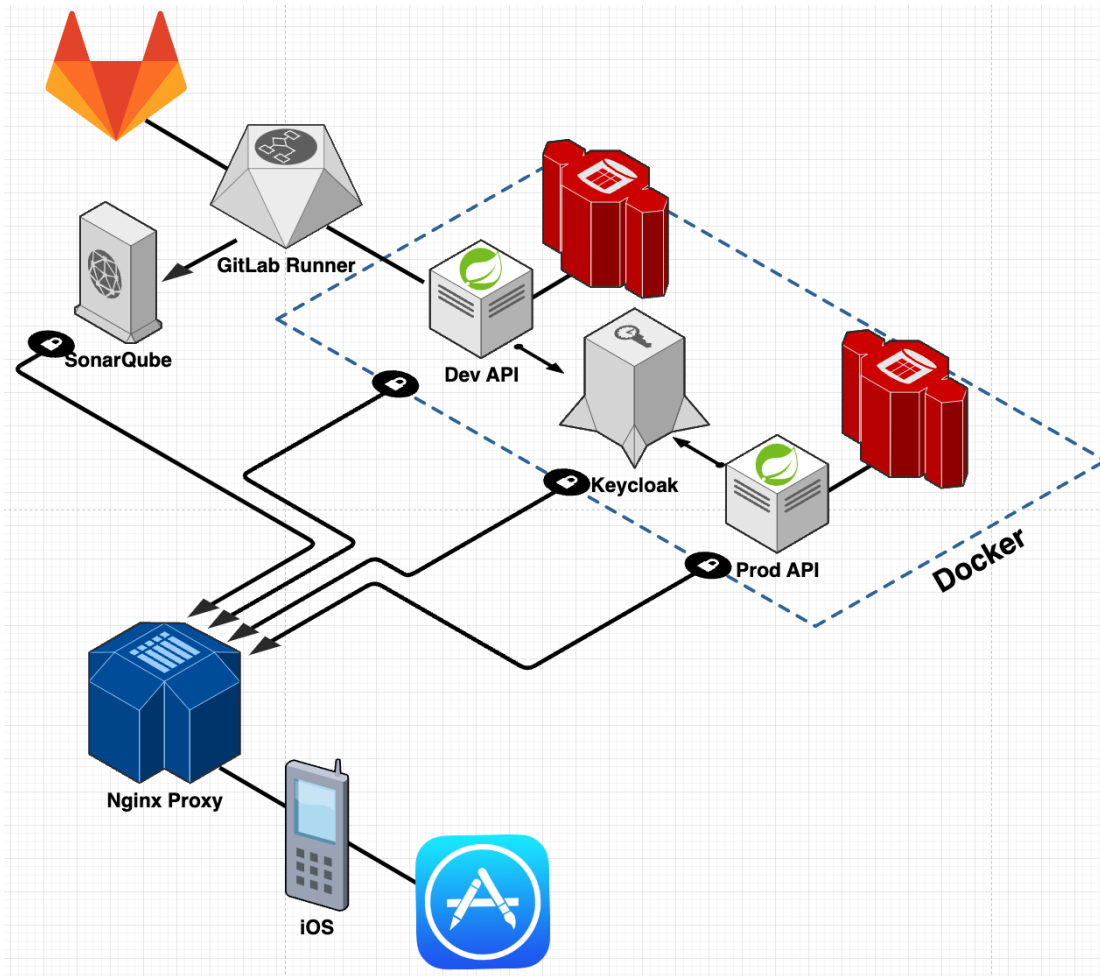 GitLab Runner
SonarQube
Dev API
Keycloak
Prod API
Docker
Nginx Proxy
iOS